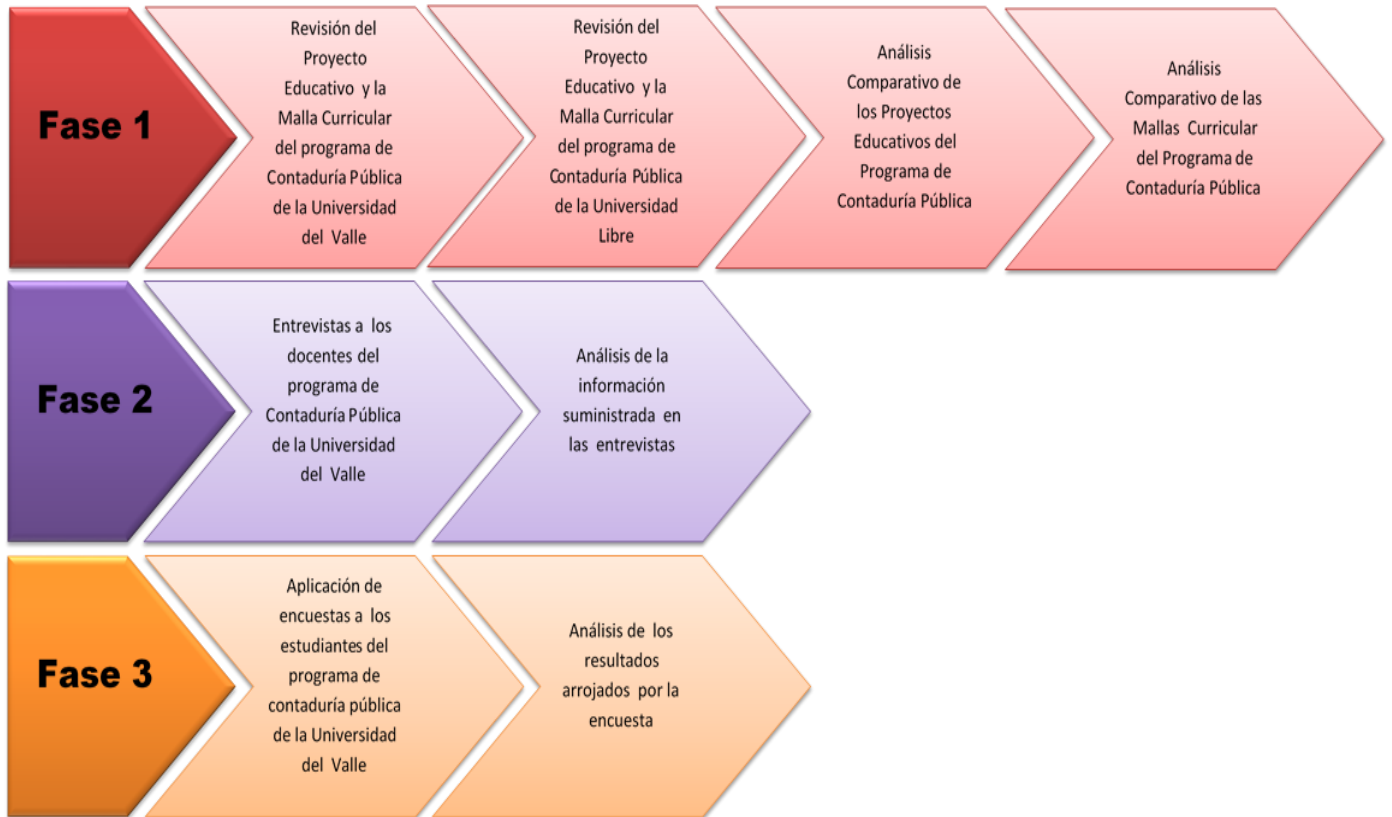 Fase 1
Revisión del
Proyecto
Educativo y la
Malla Curricular
del programa de
Contaduría Pública
de la Universidad
del Valle
Revisión del
Proyecto
Educativo y la
Malla Curricular
del programa de
Contaduría Pública
de la Universidad
Libre
Análisis
Comparativo de
los Proyectos
Educativos del
Programa de
Contaduría Pública
Análisis
Comparativo de las
Mallas Curricular
del Programa de
Contaduría Pública
Fase 2
Entrevistas a los
docentes del
programa de
Contaduría Pública
de la Universidad
del Valle
Análisis de la
información
suministrada en
las entrevistas
Fase 3
Aplicación de
encuestas a los
estudiantes del
programa de
contaduría pública
de la Universidad
del Valle
Análisis de los
resultados
arrojados por la
encuesta